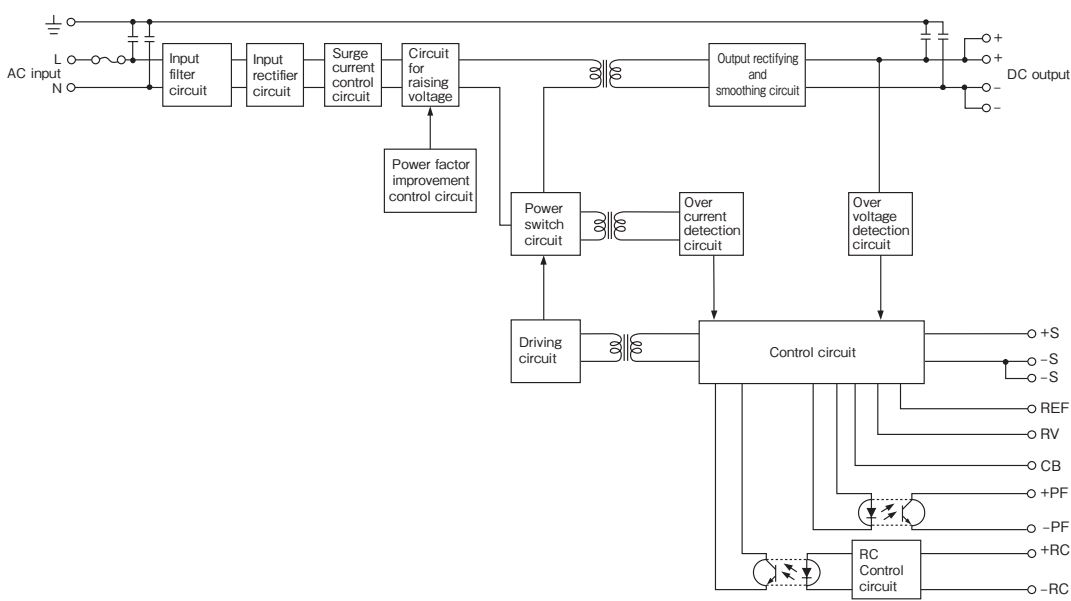 AC input
L
N
Input
filter
circuit
Input
rectifier
circuit
Surge
current
control
circuit
Circuit
for
raising
voltage
Output rectifying
and
smoothing circuit
+
+
−
−
DC output
Power factor
improvement
control circuit
Power
switch
circuit
Over
current
detection
circuit
Over
voltage
detection
circuit
Driving
circuit
Control circuit
+S
−S
−S
REF
RV
CB
+PF
−PF
RC
Control
circuit
+RC
−RC